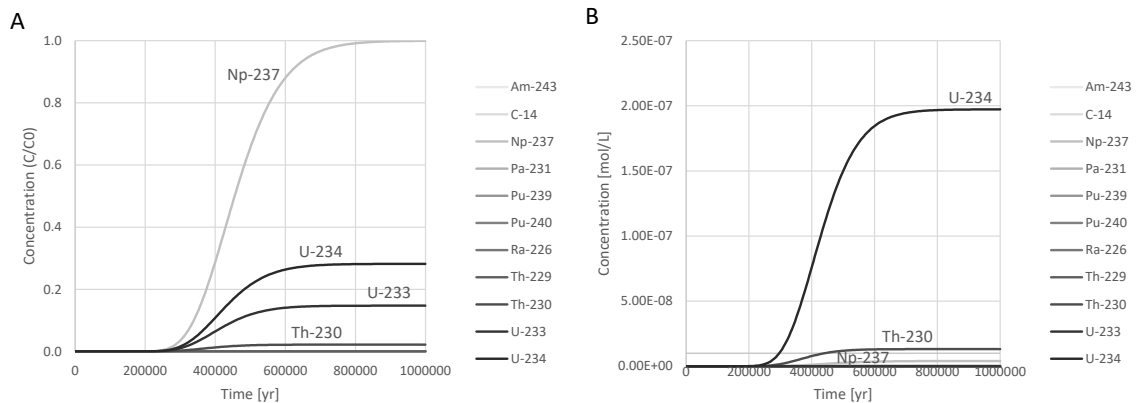 A
1.0
0.8
0.6
0.4
0.2
0.0
Concentration (C/C0)
Np-237
U-234
U-233
Th-230
0 200000 400000 600000 800000 1000000
Time [yr]
Am-243
C-14
Np-237
Pa-231
Pu-239
Pu-240
Ra-226
Th-229
Th-230
U-233
U-234
B
2.50E-07
2.00E-07
1.50E-07
1.00E-07
5.00E-08
0.00E+00
Concentration [mol/L]
U-234
Th-230
Np-237
0 200000 400000 600000 800000 1000000
Time [yr]
Am-243
C-14
Np-237
Pa-231
Pu-239
Pu-240
Ra-226
Th-229
Th-230
U-233
U-234